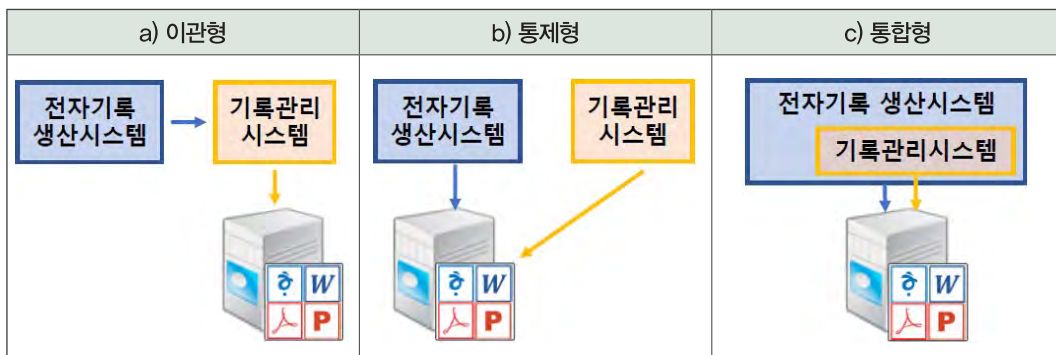 a) 이관형
b) 통제형
c) 통합형
전자기록
생산시스템
기록관리
시스템
전자기록
생산시스템
기록관리
시스템
전자기록 생산시스템
기록관리시스템
W
P
W
P
W
P